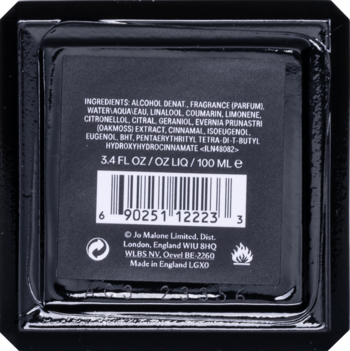 INGREDIENTS: ALCOHOL DENAT., FRAGRANCE (PARFUM),
WATER\AQUA\EAU, LINALOOL, COUMARIN, LIMONENE,
CITRONELLOL, CITRAL, GERANIOL, EVERNIA PRUNASTRI
(OAKMOSS) EXTRACT, CINNAMAL, ISOEUGENOL,
EUGENOL, BHT, PENTAERYTHRITYL TETRA-DI-T-BUTYL
HYDROXYHYDROCINNAMATE <ILN48082>
3.4 FL OZ/OZ LIQ/100 ML ℮
6 90251 12223 3
© Jo Malone Limited, Dist.
London, England W1U 8HQ
WLBS NV, Oevel BE-2260
Made in England LGX0